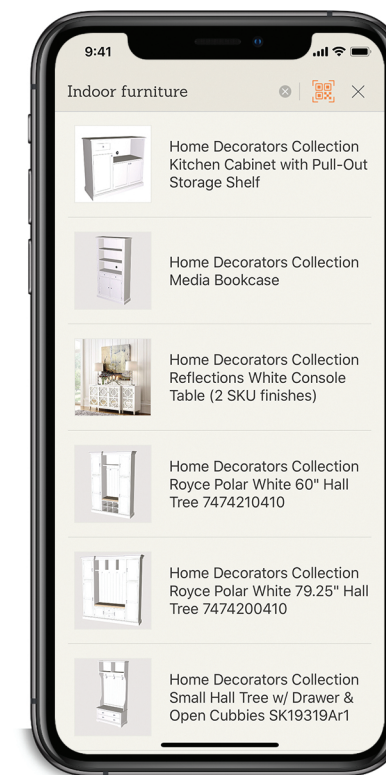 9:41
Indoor furniture
Home Decorators Collection
Kitchen Cabinet with Pull-Out
Storage Shelf
Home Decorators Collection
Media Bookcase
Home Decorators Collection
Reflections White Console
Table (2 SKU finishes)
Home Decorators Collection
Royce Polar White 60" Hall
Tree 7474210410
Home Decorators Collection
Royce Polar White 79.25" Hall
Tree 7474200410
Home Decorators Collection
Small Hall Tree w/ Drawer &
Open Cubbies SK19319Ar1